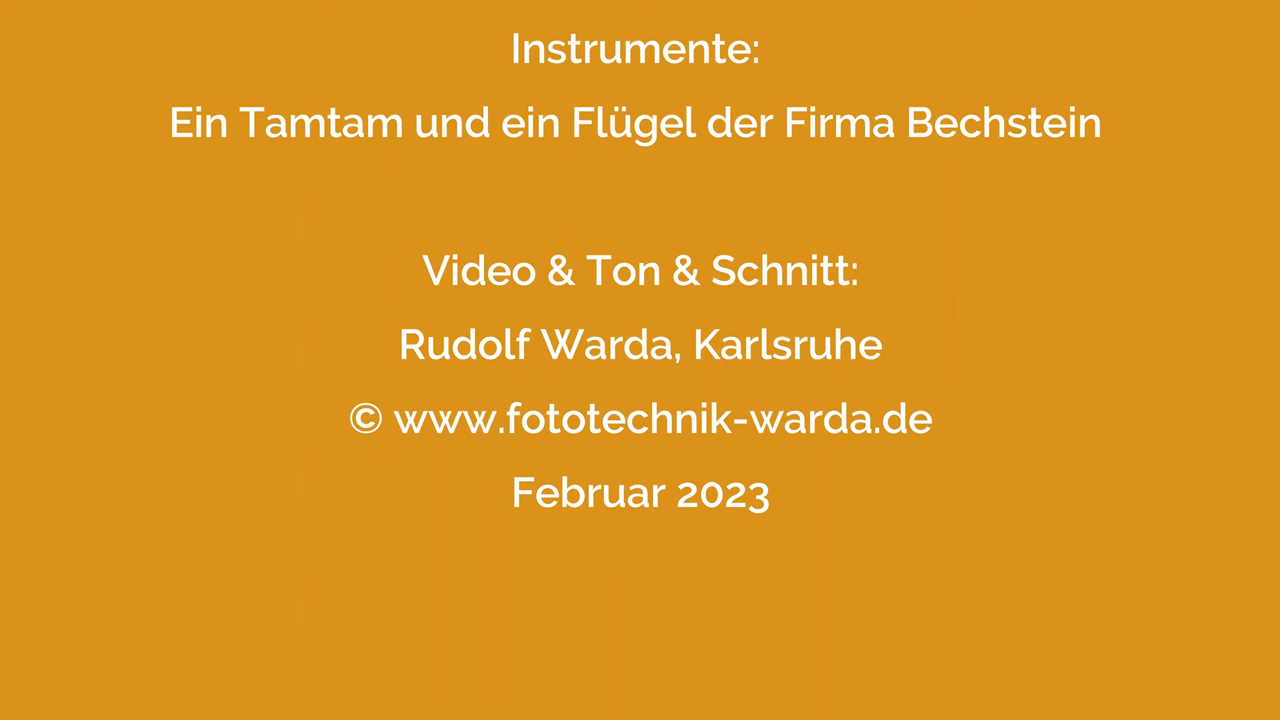 Instrumente:
Ein Tamtam und ein Flügel der Firma Bechstein
Video & Ton & Schnitt:
Rudolf Warda, Karlsruhe
© www.fototechnik-warda.de
Februar 2023